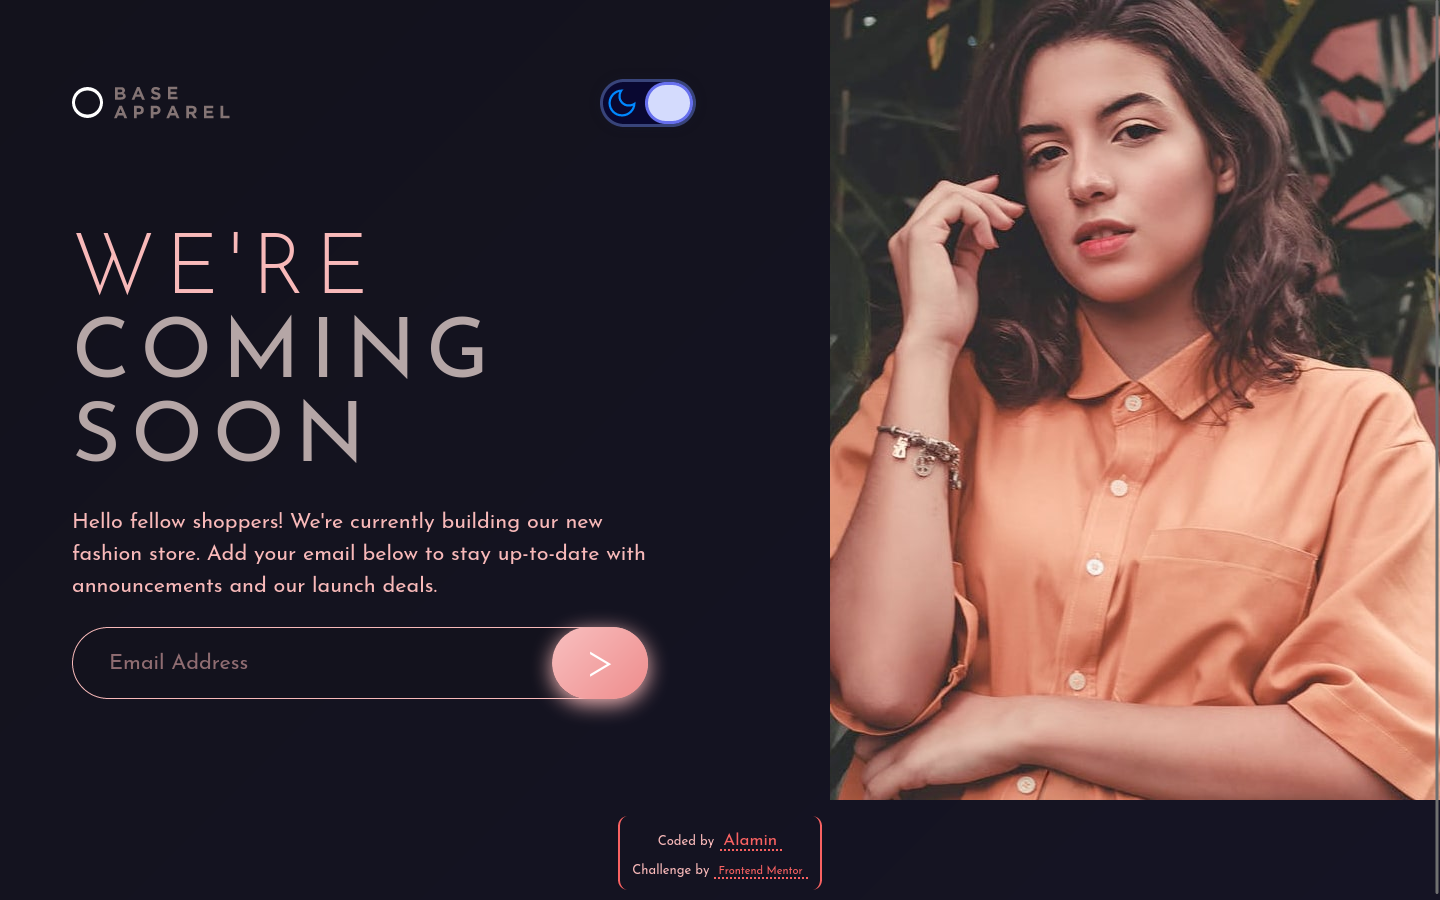 BASE
APPAREL
WE'RE
COMING
SOON
Hello fellow shoppers! We're currently building our new
fashion store. Add your email below to stay up-to-date with
announcements and our launch deals.
Email Address
Coded by Alamin
Challenge by Frontend Mentor